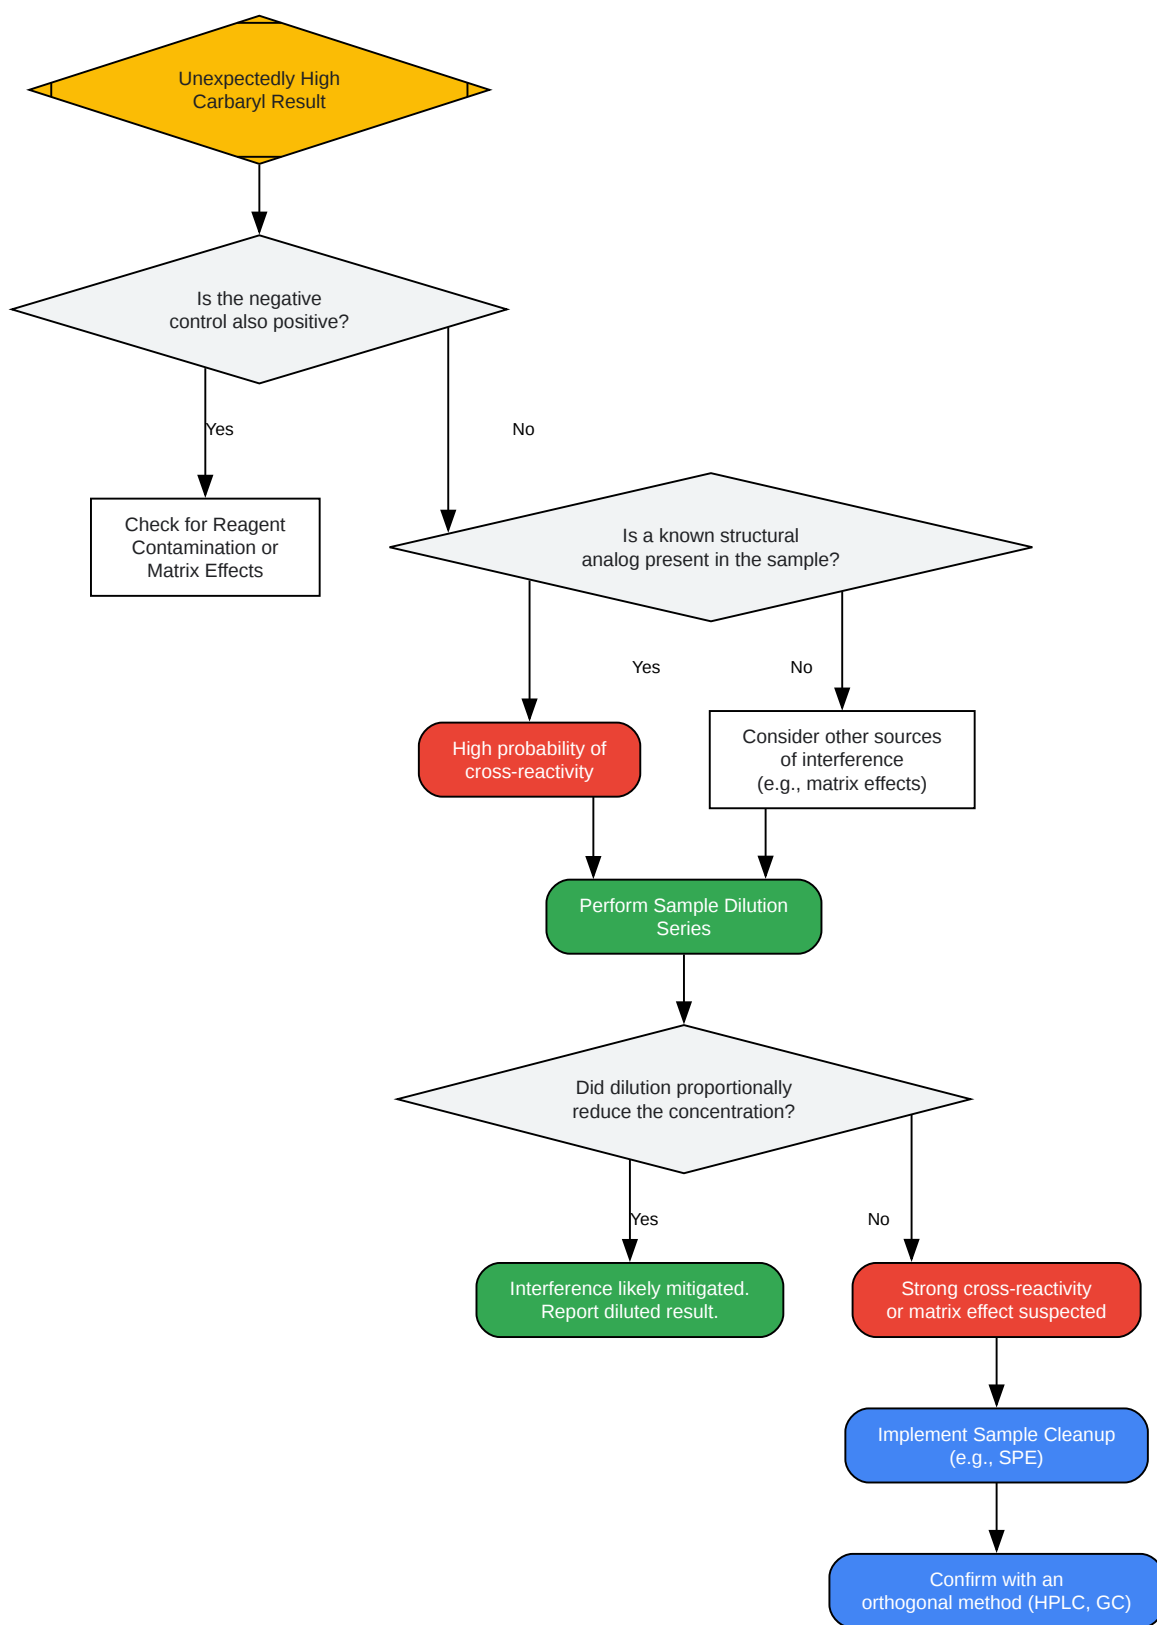 Unexpectedly High
Carbaryl Result
Is the negative
control also positive?
Yes
No
Check for Reagent
Contamination or
Matrix Effects
Is a known structural
analog present in the sample?
Yes
No
High probability of
cross-reactivity
Consider other sources
of interference
(e.g., matrix effects)
Perform Sample Dilution
Series
Did dilution proportionally
reduce the concentration?
Yes
No
Interference likely mitigated.
Report diluted result.
Strong cross-reactivity
or matrix effect suspected
Implement Sample Cleanup
(e.g., SPE)
Confirm with an
orthogonal method (HPLC, GC)